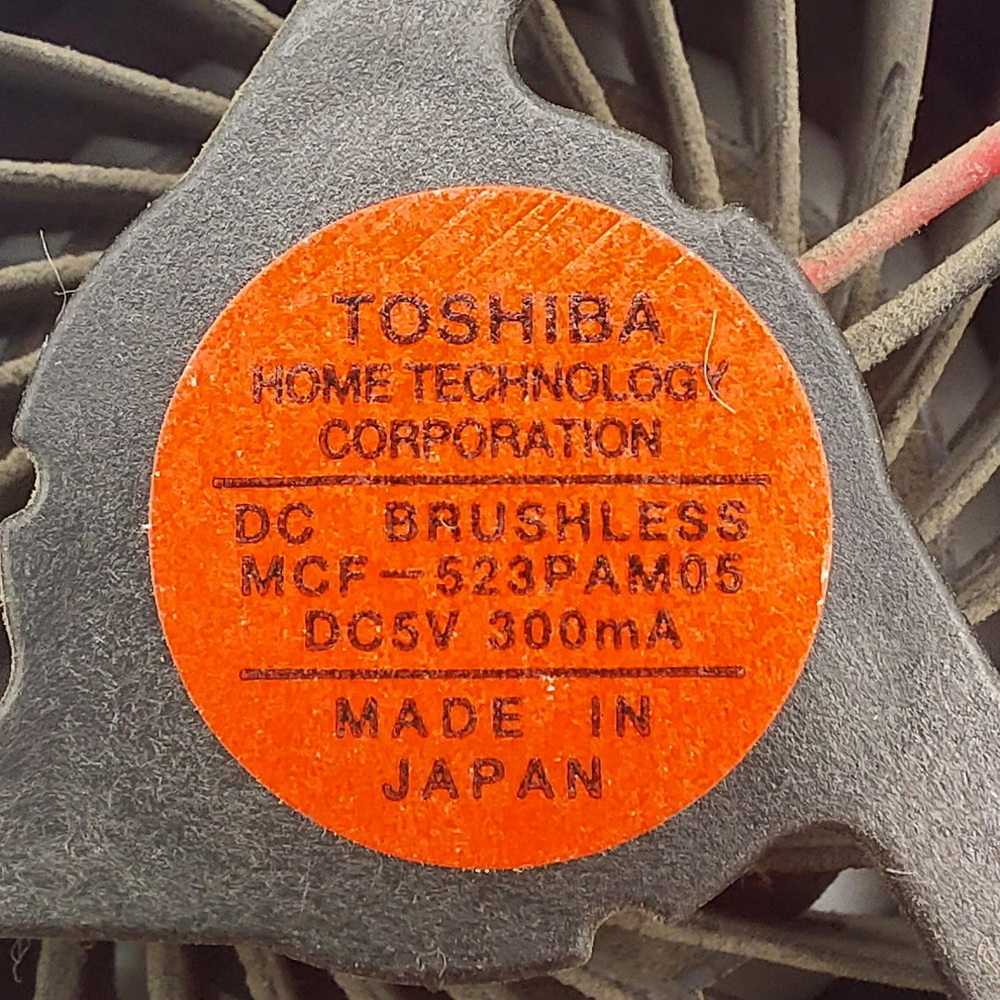 TOSHIBA
HOME TECHNOLOGY
CORPORATION
DC BRUSHLESS
MCF-523PAM05
DC5V 300mA
MADE IN
JAPAN